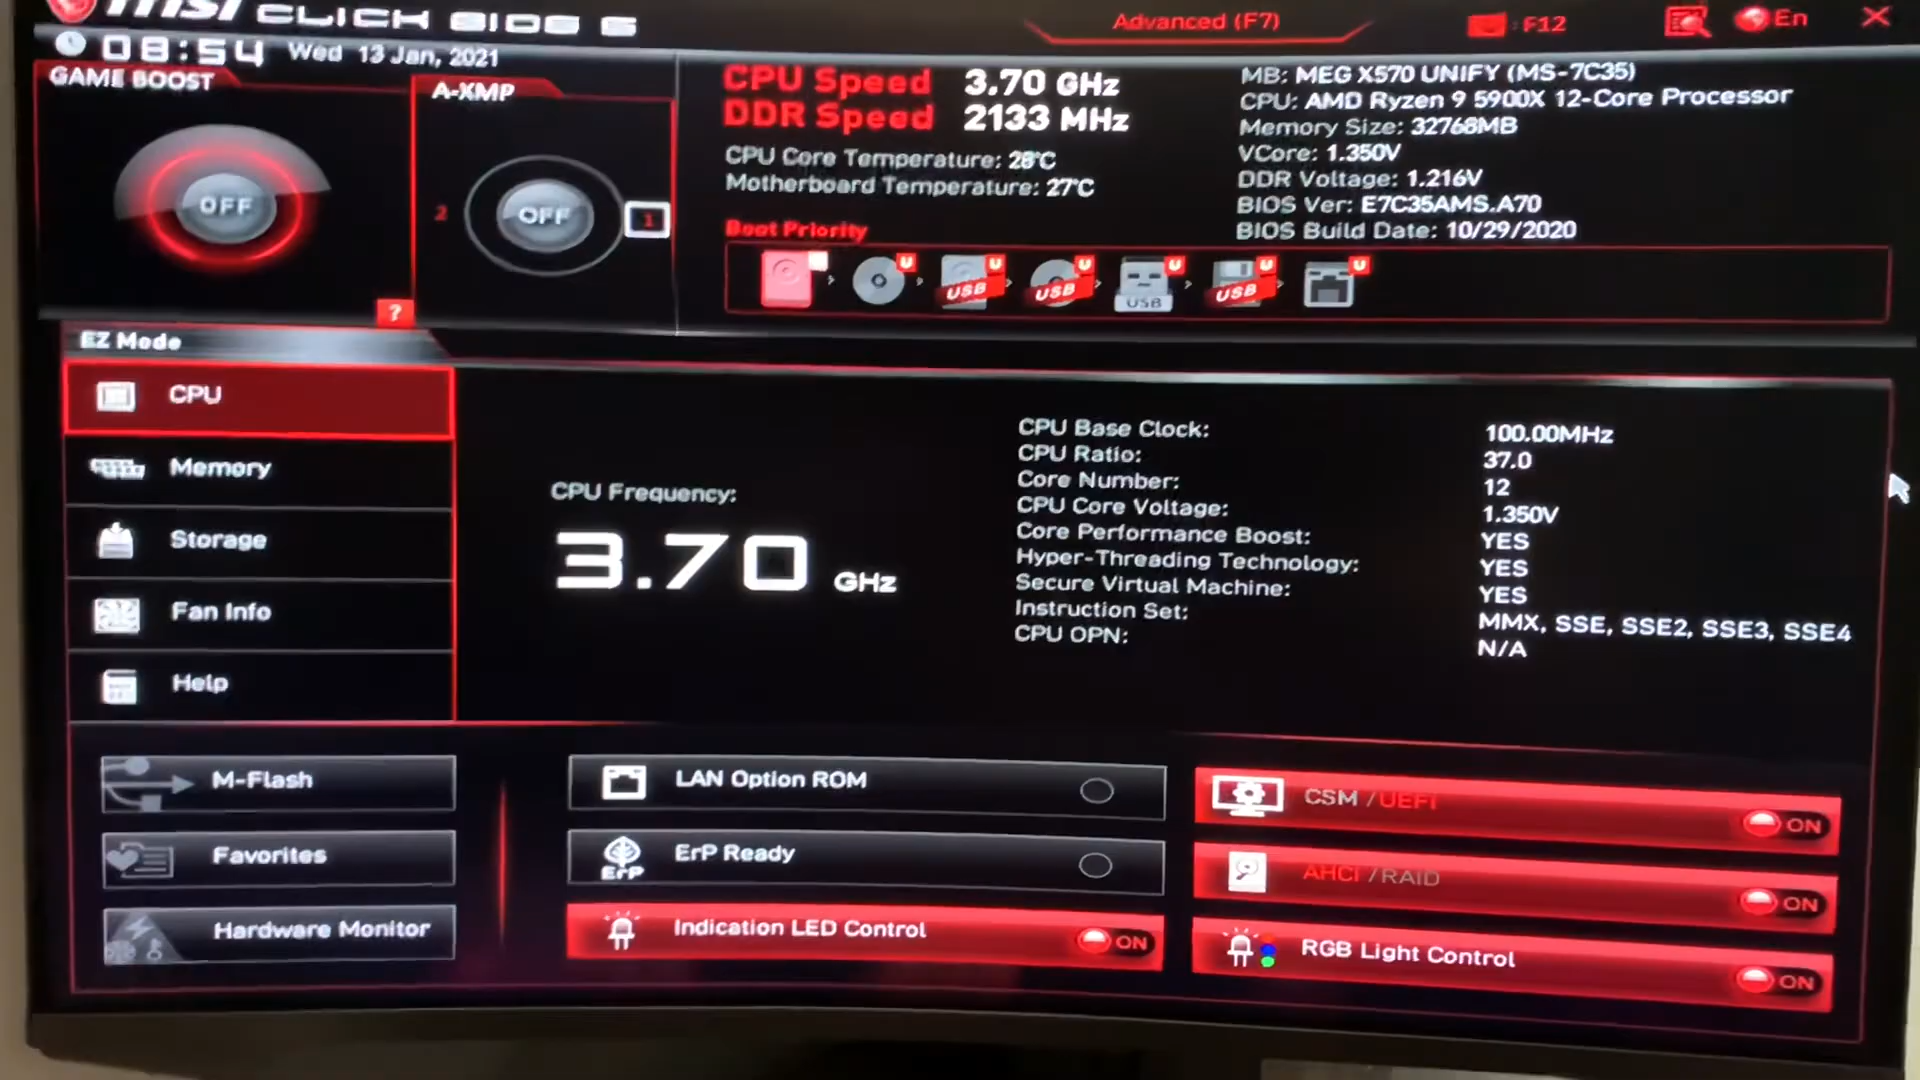 msi CLICK BIOS 5
Advanced (F7)
: F12
En
X
08:54 Wed 13 Jan, 2021
GAME BOOST
OFF
?
A-XMP
2
OFF
1
CPU Speed 3.70 GHz
DDR Speed 2133 MHz
CPU Core Temperature: 28°C
Motherboard Temperature: 27°C
MB: MEG X570 UNIFY (MS-7C35)
CPU: AMD Ryzen 9 5900X 12-Core Processor
Memory Size: 32768MB
VCore: 1.350V
DDR Voltage: 1.216V
BIOS Ver: E7C35AMS.A70
BIOS Build Date: 10/29/2020
Boot Priority
U
USB U
USB U
USB U
USB U
U
EZ Mode
CPU
Memory
Storage
Fan Info
Help
CPU Frequency:
3.70 GHz
CPU Base Clock: 100.00MHz
CPU Ratio: 37.0
Core Number: 12
CPU Core Voltage: 1.350V
Core Performance Boost: YES
Hyper-Threading Technology: YES
Secure Virtual Machine: YES
Instruction Set: MMX, SSE, SSE2, SSE3, SSE4
CPU OPN: N/A
M-Flash
Favorites
Hardware Monitor
LAN Option ROM
ErP ErP Ready
Indication LED Control ON
CSM /UEFI ON
AHCI /RAID ON
RGB Light Control ON